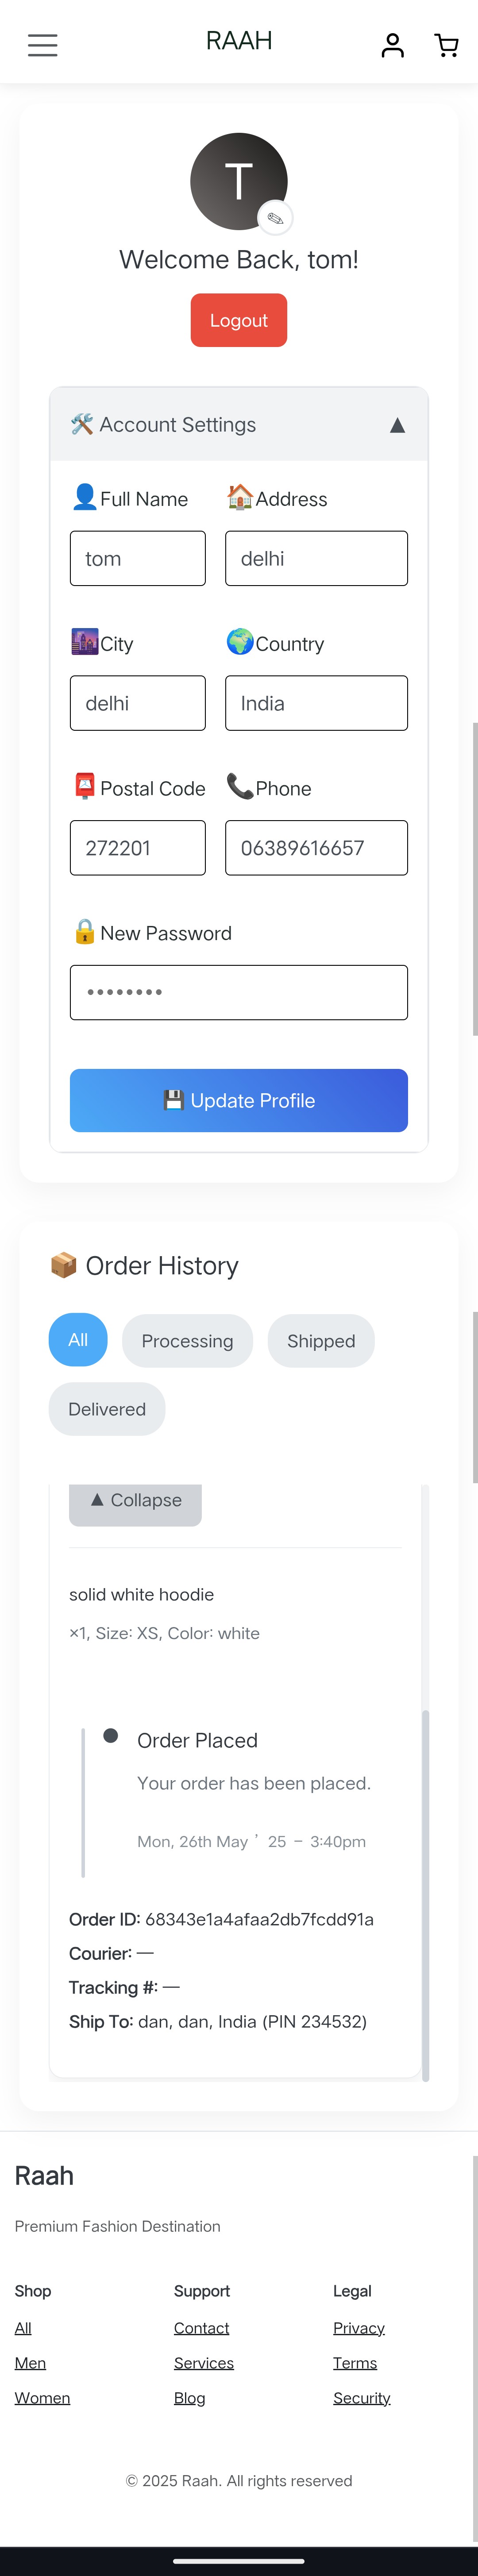 RAAH
T
Welcome Back, tom!
Logout
🛠️ Account Settings ▲
👤Full Name 🏠Address
tom delhi
🌆City 🌍Country
delhi India
📮Postal Code 📞Phone
272201 06389616657
🔒New Password
••••••••
💾 Update Profile
📦 Order History
All Processing Shipped
Delivered
▲ Collapse
solid white hoodie
×1, Size: XS, Color: white
Order Placed
Your order has been placed.
Mon, 26th May ’ 25 – 3:40pm
Order ID: 68343e1a4afaa2db7fcdd91a
Courier: —
Tracking #: —
Ship To: dan, dan, India (PIN 234532)
Raah
Premium Fashion Destination
Shop Support Legal
All Contact Privacy
Men Services Terms
Women Blog Security
© 2025 Raah. All rights reserved